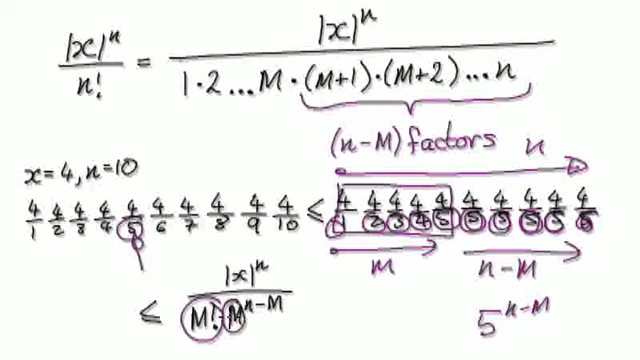 |x|ⁿ / n! = |x|ⁿ / 1·2...M·(M+1)·(M+2)...n
(n-M) factors n
x=4, n=10
4/1 4/2 4/3 4/4 4/5 4/6 4/7 4/8 4/9 4/10 ≤ 4/1 4/2 4/3 4/4 4/5 4/5 4/5 4/5 4/5 4/5
m n-M
≤ |x|ⁿ / M!·M^(n-M) 5^(n-M)